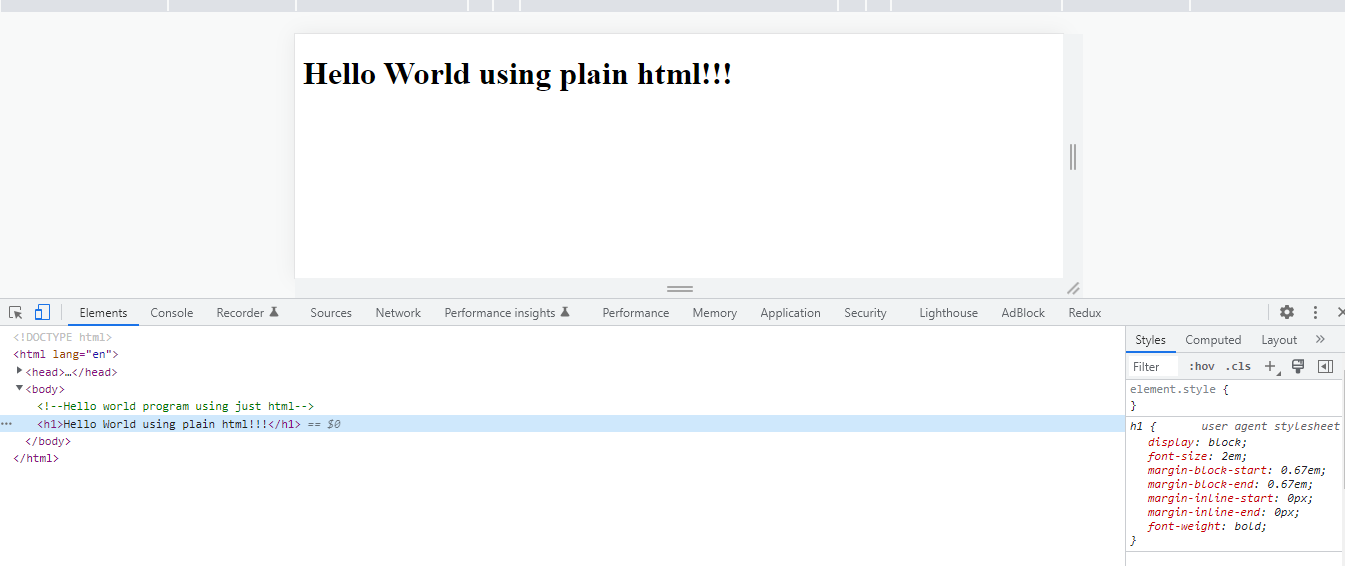 Hello World using plain html!!!
Elements Console Recorder Sources Network Performance insights Performance Memory Application Security Lighthouse AdBlock Redux
<!DOCTYPE html>
<html lang="en">
<head>…</head>
<body>
<!--Hello world program using just html-->
<h1>Hello World using plain html!!!</h1> == $0
</body>
</html>
Styles Computed Layout
Filter :hov .cls
element.style {
}
h1 { user agent stylesheet
display: block;
font-size: 2em;
margin-block-start: 0.67em;
margin-block-end: 0.67em;
margin-inline-start: 0px;
margin-inline-end: 0px;
font-weight: bold;
}